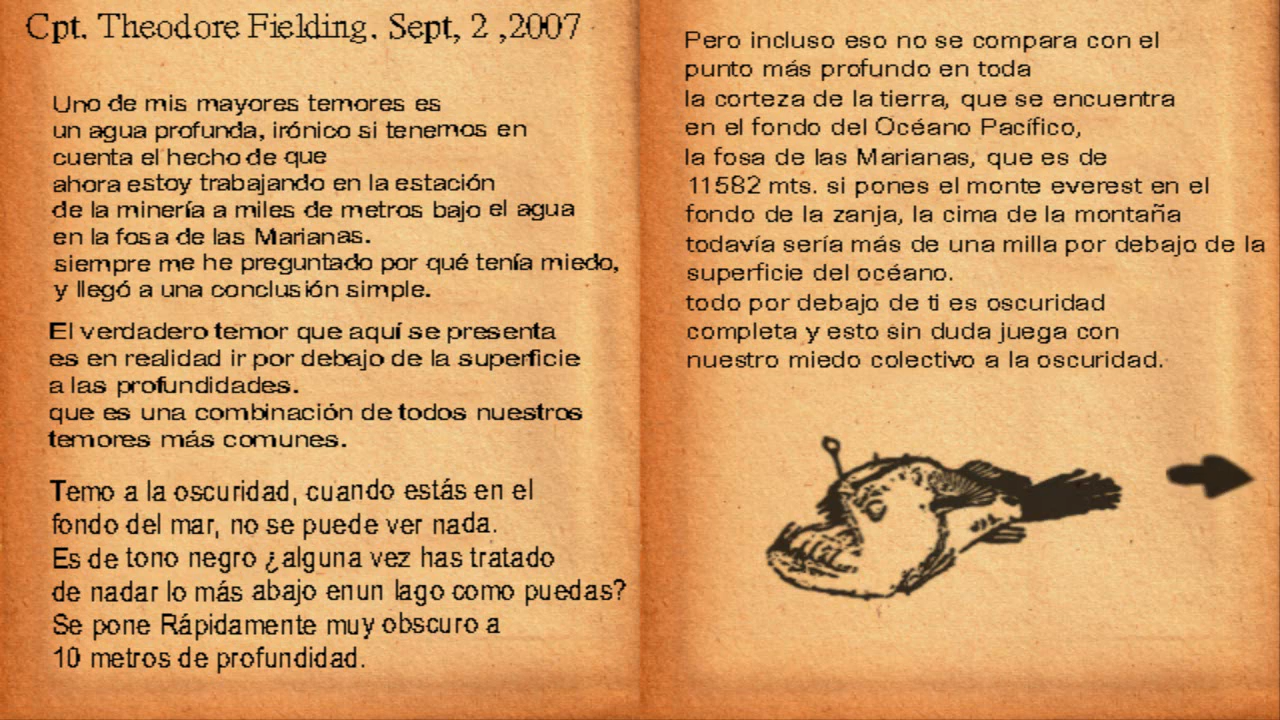 Cpt. Theodore Fielding. Sept, 2 ,2007
Uno de mis mayores temores es
un agua profunda, irónico si tenemos en
cuenta el hecho de que
ahora estoy trabajando en la estación
de la minería a miles de metros bajo el agua
en la fosa de las Marianas.
siempre me he preguntado por qué tenía miedo,
y llegó a una conclusión simple.
El verdadero temor que aquí se presenta
es en realidad ir por debajo de la superficie
a las profundidades.
que es una combinación de todos nuestros
temores más comunes.
Temo a la oscuridad, cuando estás en el
fondo del mar, no se puede ver nada.
Es de tono negro ¿alguna vez has tratado
de nadar lo más abajo enun lago como puedas?
Se pone Rápidamente muy obscuro a
10 metros de profundidad.
Pero incluso eso no se compara con el
punto más profundo en toda
la corteza de la tierra, que se encuentra
en el fondo del Océano Pacífico,
la fosa de las Marianas, que es de
11582 mts. si pones el monte everest en el
fondo de la zanja, la cima de la montaña
todavía sería más de una milla por debajo de la
superficie del océano.
todo por debajo de ti es oscuridad
completa y esto sin duda juega con
nuestro miedo colectivo a la oscuridad.